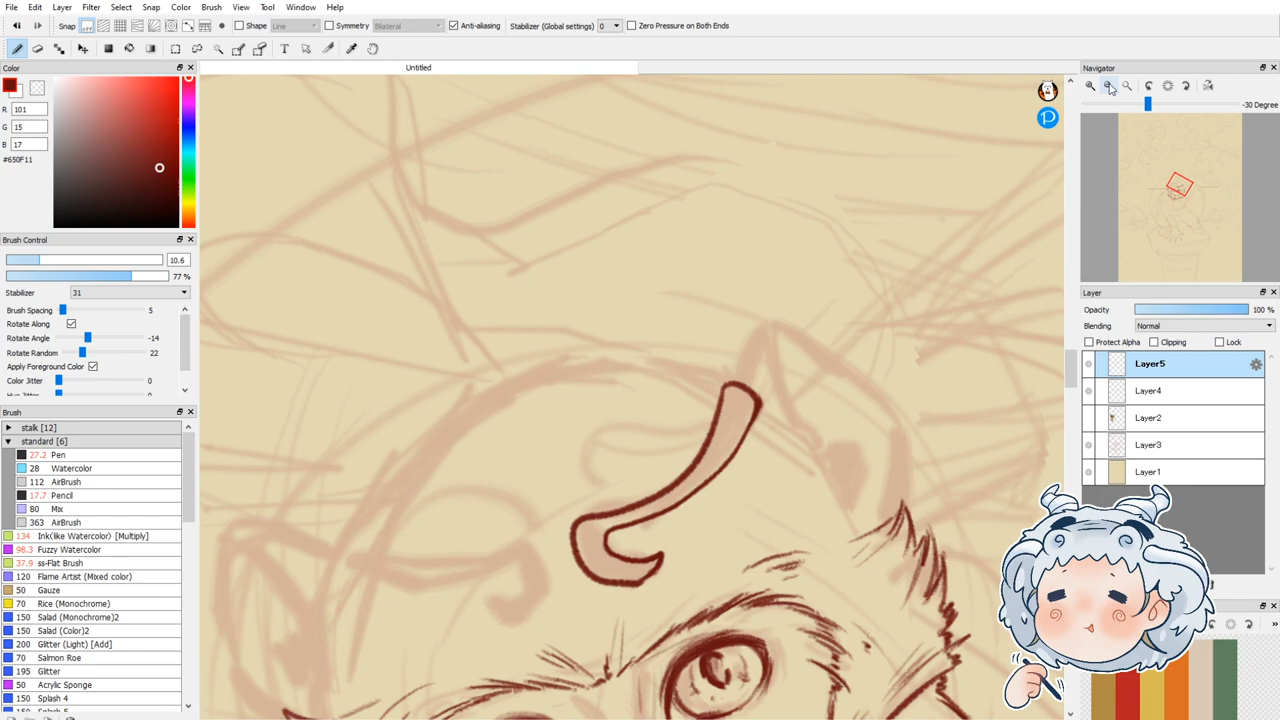 File Edit Layer Filter Select Snap Color Brush View Tool Window Help
Snap Shape Line Symmetry Bilateral Anti-aliasing Stabilizer (Global settings) 0 Zero Pressure on Both Ends
Color
Untitled
Navigator
R 101
G 15
B 17
#650F11
-30 Degree
Brush Control
10.6
77 %
Stabilizer 31
Brush Spacing 5
Rotate Along
Rotate Angle -14
Rotate Random 22
Apply Foreground Color
Color Jitter 0
Brush
stalk [12]
standard [6]
27.2 Pen
28 Watercolor
112 AirBrush
17.7 Pencil
80 Mix
363 AirBrush
134 Ink(like Watercolor) [Multiply]
98.3 Fuzzy Watercolor
37.9 ss-Flat Brush
120 Flame Artist (Mixed color)
50 Gauze
70 Rice (Monochrome)
150 Salad (Monochrome)2
150 Salad (Color)2
200 Glitter (Light) [Add]
70 Salmon Roe
195 Glitter
50 Acrylic Sponge
150 Splash 4
Layer
Opacity 100 %
Blending Normal
Protect Alpha Clipping Lock
Layer5
Layer4
Layer2
Layer3
Layer1